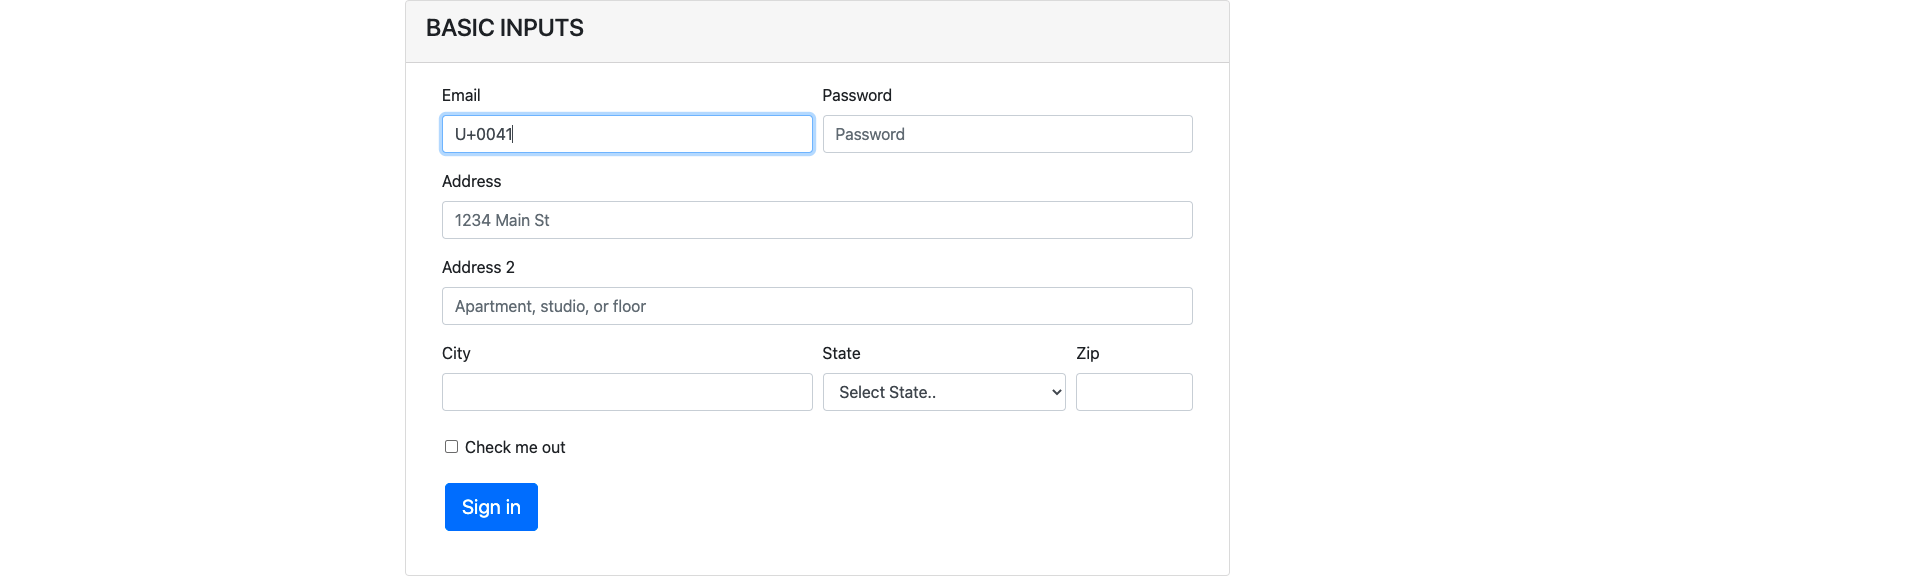 BASIC INPUTS
Email Password
U+0041 Password
Address
1234 Main St
Address 2
Apartment, studio, or floor
City State Zip
Select State..
Check me out
Sign in